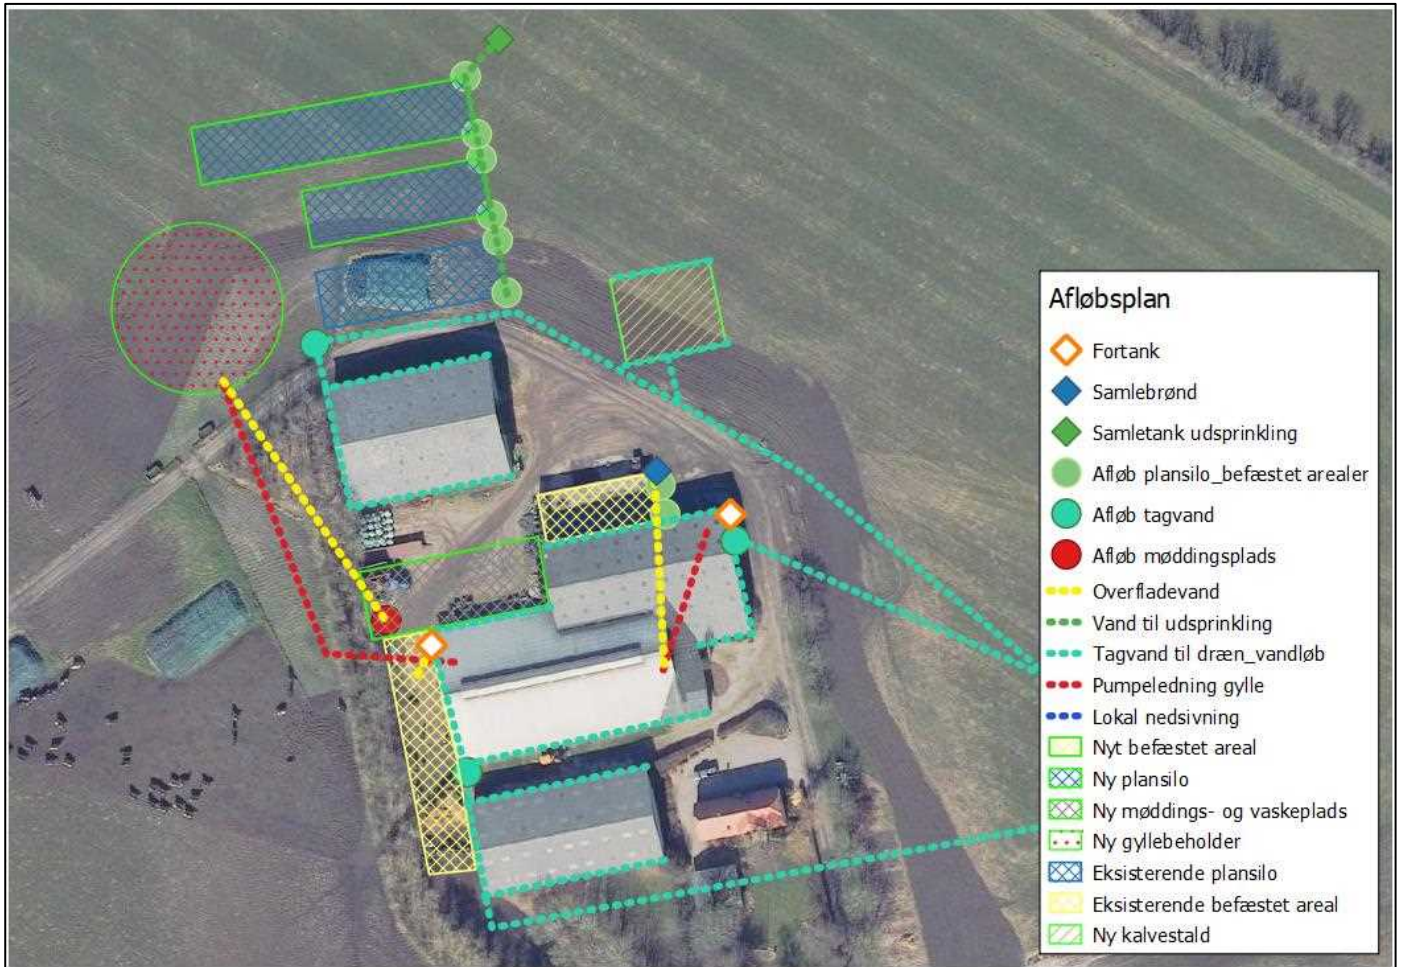 Afløbsplan
Fortank
Samlebrønd
Samletank udsprinkling
Afløb plansilo_befæstet arealer
Afløb tagvand
Afløb møddingsplads
Overfladevand
Vand til udsprinkling
Tagvand til dræn_vandløb
Pumpeledning gylle
Lokal nedsivning
Nyt befæstet areal
Ny plansilo
Ny møddings- og vaskeplads
Ny gyllebeholder
Eksisterende plansilo
Eksisterende befæstet areal
Ny kalvestald